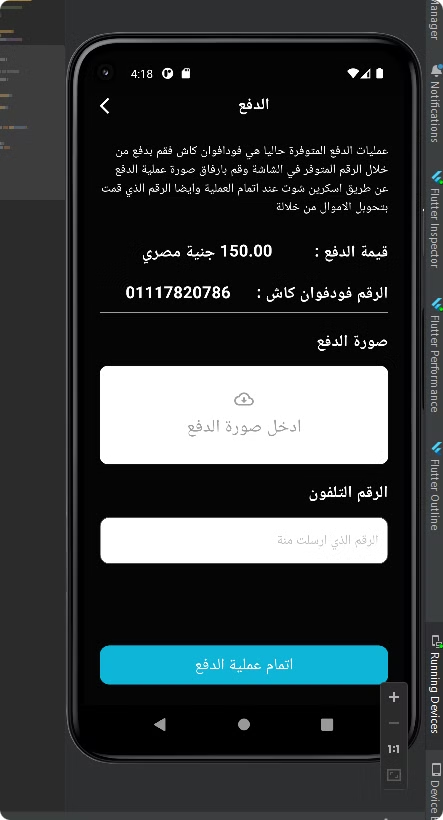 4:18
الدفع
عمليات الدفع المتوفرة حاليا هي فودافوان كاش فقم بدفع من
خلال الرقم المتوفر في الشاشة وقم بارفاق صورة عملية الدفع
عن طريق اسكرين شوت عند اتمام العملية وايضا الرقم الذي قمت
بتحويل الاموال من خلالة
قيمة الدفع : 150.00 جنية مصري
الرقم فودفوان كاش : 01117820786
صورة الدفع
ادخل صورة الدفع
الرقم التلفون
الرقم الذي ارسلت منة
اتمام عملية الدفع
Notifications
Flutter Inspector
Flutter Performance
Flutter Outline
Running Devices
1:1